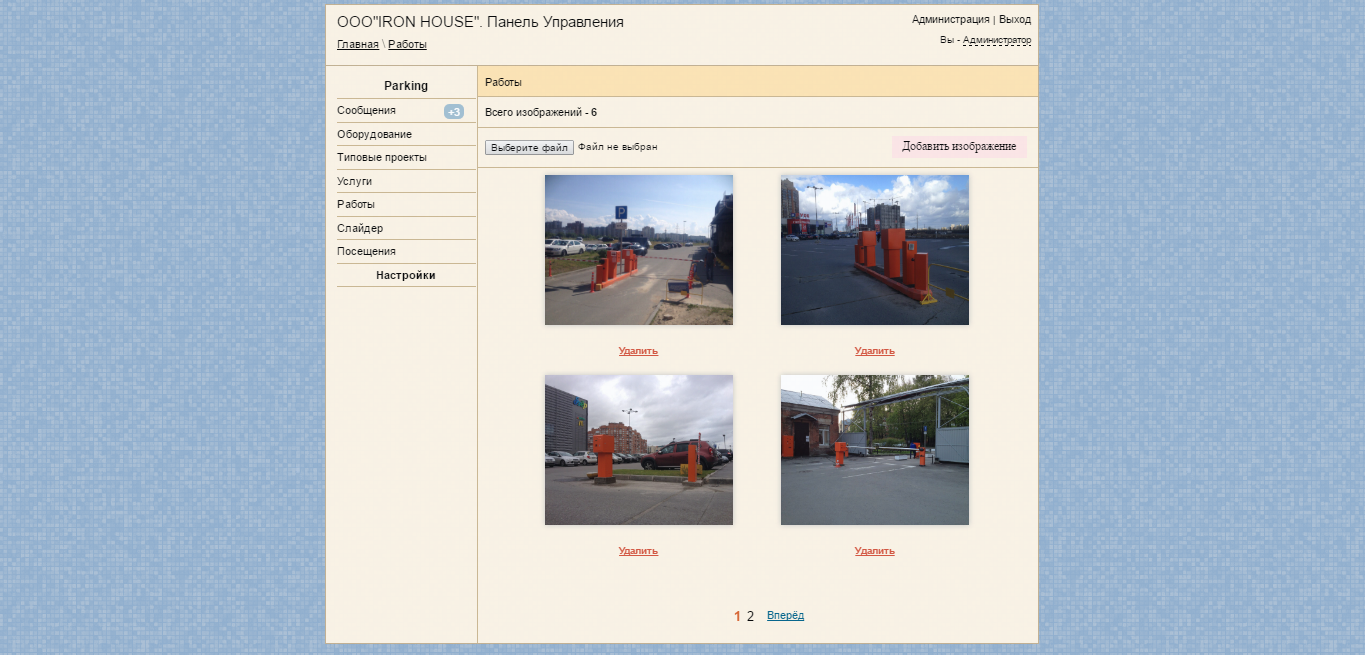 ООО"IRON HOUSE". Панель Управления
Администрация | Выход
Главная \ Работы
Вы - Администратор
Parking
Сообщения +3
Оборудование
Типовые проекты
Услуги
Работы
Слайдер
Посещения
Настройки
Работы
Всего изображений - 6
Выберите файл Файл не выбран
Добавить изображение
P
Удалить Удалить
Удалить Удалить
1 2 Вперёд